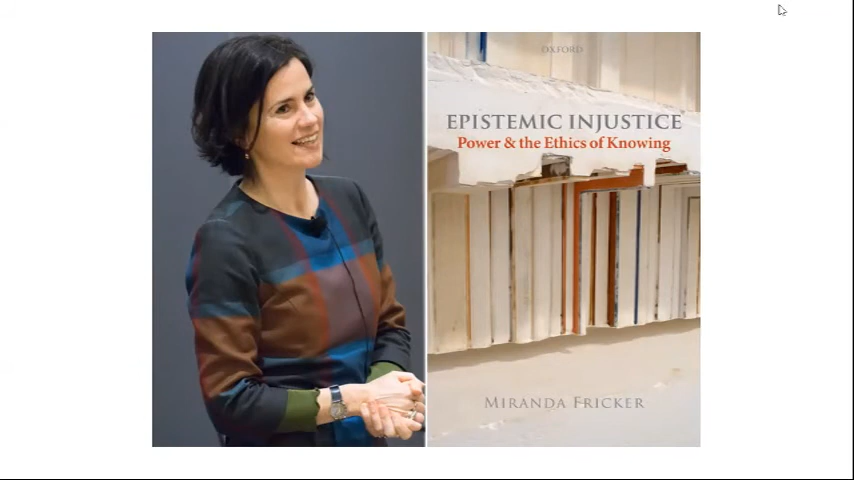 OXFORD
EPISTEMIC INJUSTICE
Power & the Ethics of Knowing
MIRANDA FRICKER